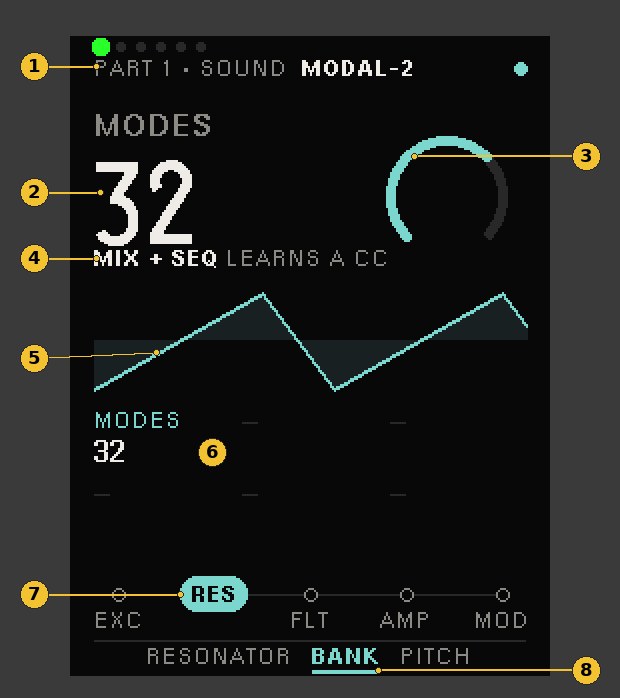 1 PART 1 · SOUND MODAL-2
MODES
3
2 32
4 MIX + SEQ LEARNS A CC
5
MODES
32 6
7 RES
EXC FLT AMP MOD
RESONATOR BANK PITCH 8